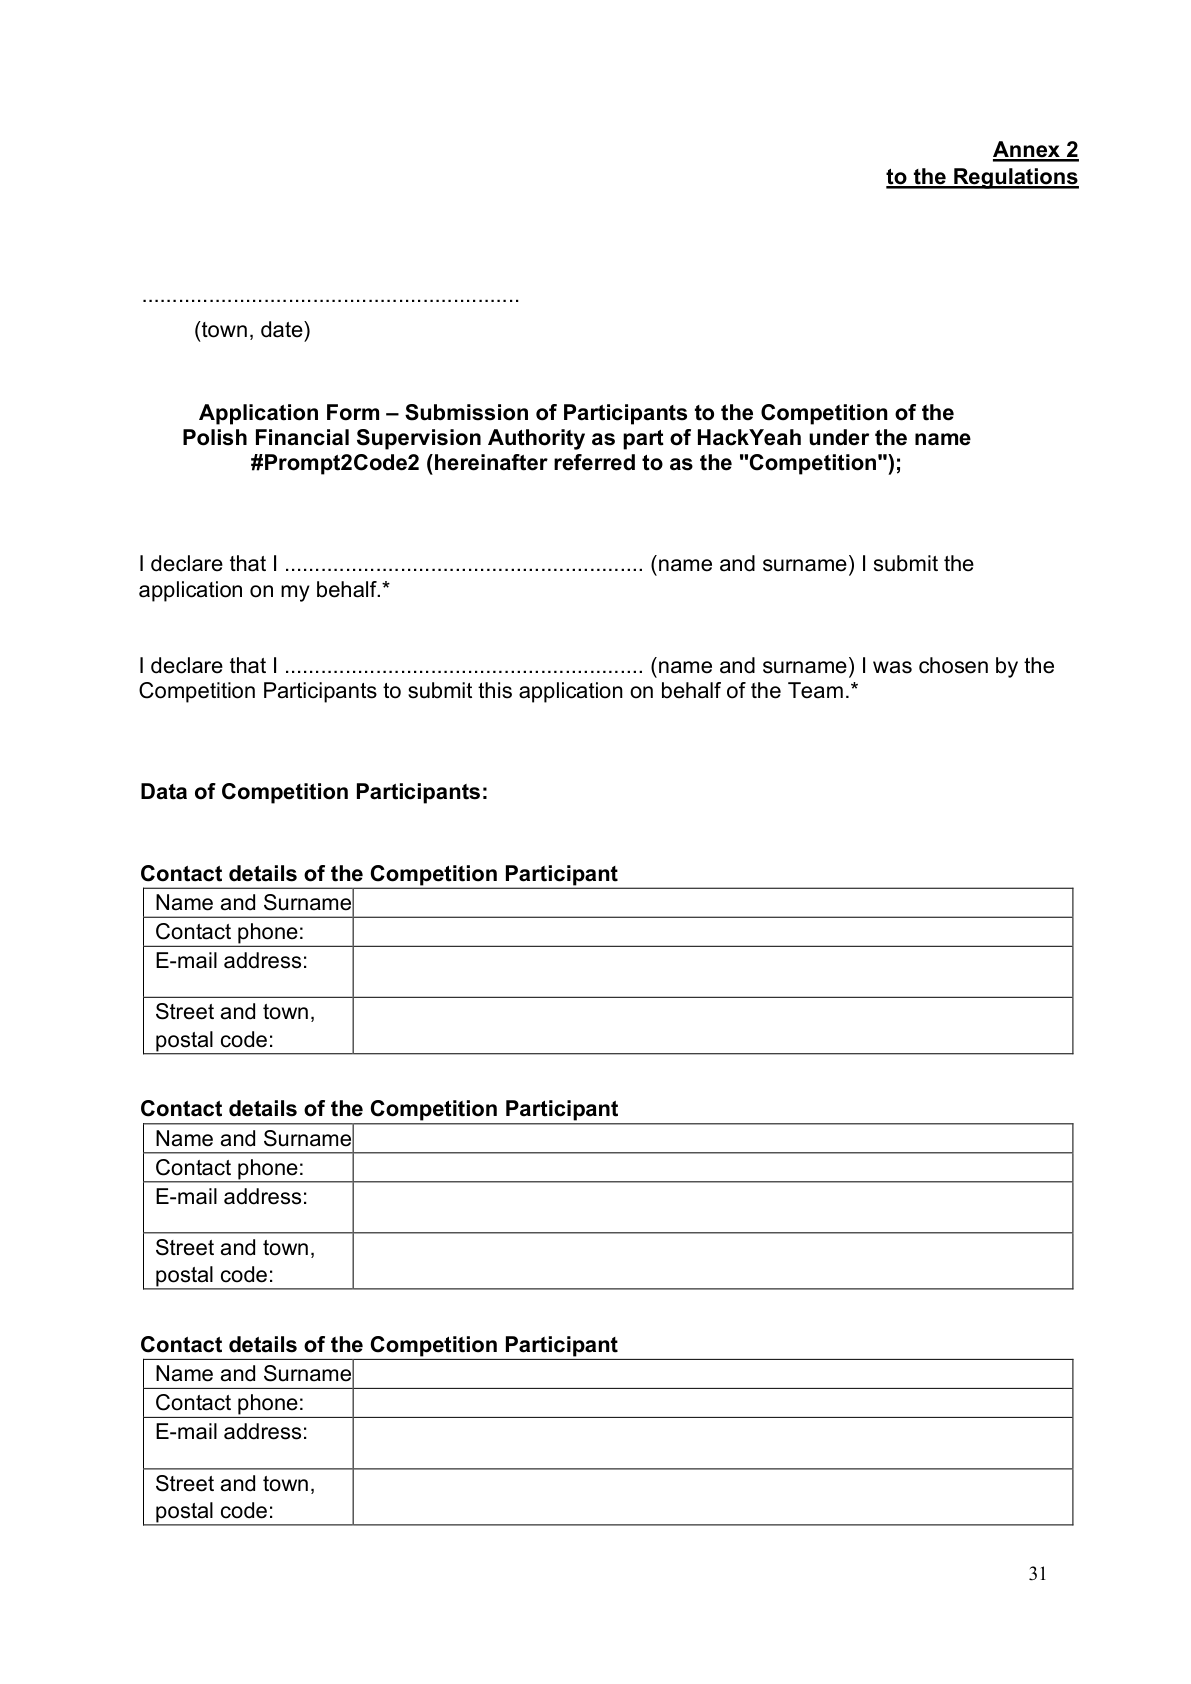 Annex 2
to the Regulations
...............................................................
(town, date)
Application Form – Submission of Participants to the Competition of the
Polish Financial Supervision Authority as part of HackYeah under the name
#Prompt2Code2 (hereinafter referred to as the "Competition");
I declare that I ............................................................ (name and surname) I submit the
application on my behalf.*
I declare that I ............................................................ (name and surname) I was chosen by the
Competition Participants to submit this application on behalf of the Team.*
Data of Competition Participants:
Contact details of the Competition Participant
Name and Surname
Contact phone:
E-mail address:
Street and town,
postal code:
Contact details of the Competition Participant
Name and Surname
Contact phone:
E-mail address:
Street and town,
postal code:
Contact details of the Competition Participant
Name and Surname
Contact phone:
E-mail address:
Street and town,
postal code:
31